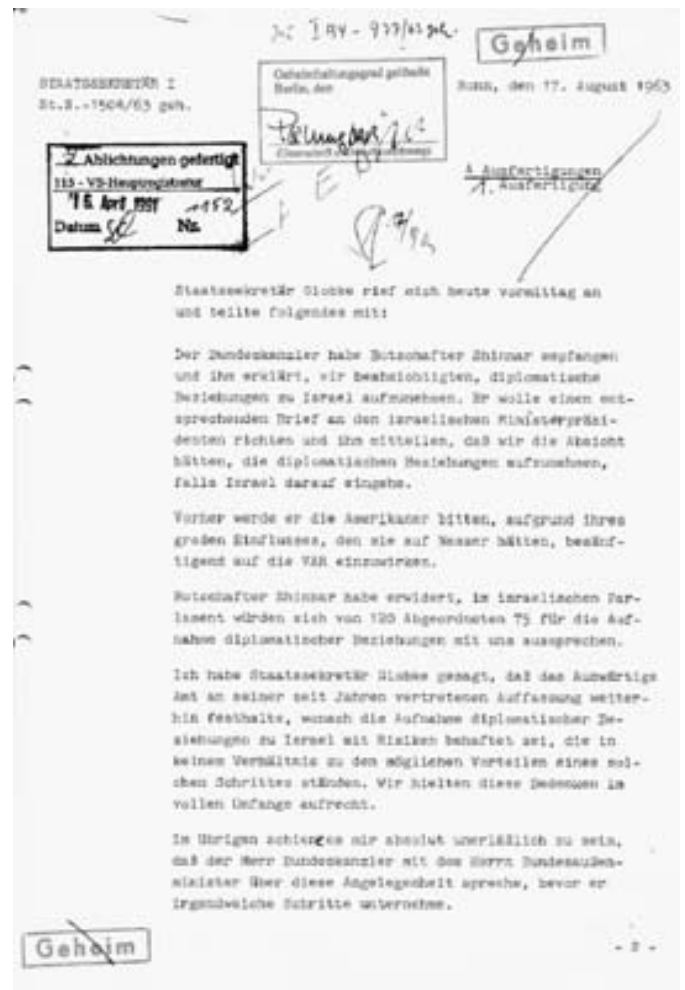 Geheim
STAATSSEKRETÄR I
St.S.-1504/63 geh.
Geheimhaltungsgrad
Berlin, den
Bonn, den 17. August 1963
2 Ablichtungen gefertigt
115 - VS-Hauptregistratur
16. April 1991
Datum Nr. 152
4 Ausfertigungen
1. Ausfertigung
Staatssekretär Globke rief mich heute vormittag an
und teilte folgendes mit:
Der Bundeskanzler habe Botschafter Shinnar empfangen
und ihm erklärt, wir beabsichtigten, diplomatische
Beziehungen zu Israel aufzunehmen. Er wolle einen ent-
sprechenden Brief an den israelischen Ministerpräsi-
denten richten und ihm mitteilen, daß wir die Absicht
hätten, die diplomatischen Beziehungen aufzunehmen,
falls Israel darauf eingehe.
Vorher werde er die Amerikaner bitten, aufgrund ihres
großen Einflusses, den sie auf Nasser hätten, besänf-
tigend auf die VAR einzuwirken.
Botschafter Shinnar habe erwidert, im israelischen Par-
lament würden sich von 120 Abgeordneten 75 für die Auf-
nahme diplomatischer Beziehungen mit uns aussprechen.
Ich habe Staatssekretär Globke gesagt, daß das Auswärtige
Amt an seiner seit Jahren vertretenen Auffassung weiter-
hin festhalte, wonach die Aufnahme diplomatischer Be-
ziehungen zu Israel mit Risiken behaftet sei, die in
keinem Verhältnis zu den möglichen Vorteilen eines sol-
chen Schrittes ständen. Wir hielten diese Bedenken im
vollen Umfange aufrecht.
Im Übrigen schiene es mir absolut unerläßlich zu sein,
daß der Herr Bundeskanzler mit dem Herrn Bundesaußen-
minister über diese Angelegenheit spreche, bevor er
irgendwelche Schritte unternehme.
Geheim
- 2 -